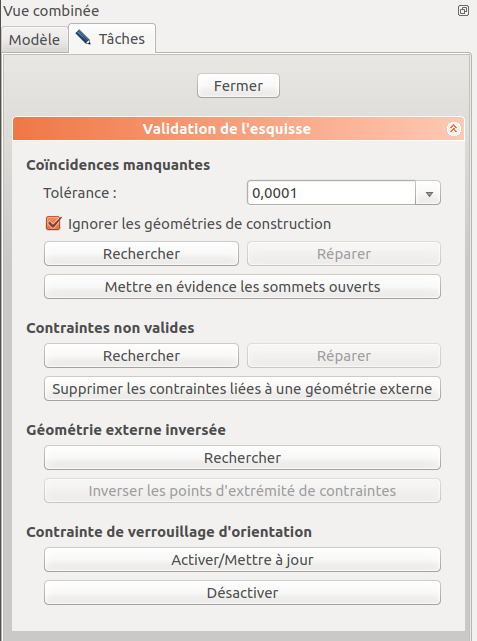 Vue combinée
Modèle Tâches
Fermer
Validation de l'esquisse
Coïncidences manquantes
Tolérance : 0,0001
Ignorer les géométries de construction
Rechercher Réparer
Mettre en évidence les sommets ouverts
Contraintes non valides
Rechercher Réparer
Supprimer les contraintes liées à une géométrie externe
Géométrie externe inversée
Rechercher
Inverser les points d'extrémité de contraintes
Contrainte de verrouillage d'orientation
Activer/Mettre à jour
Désactiver